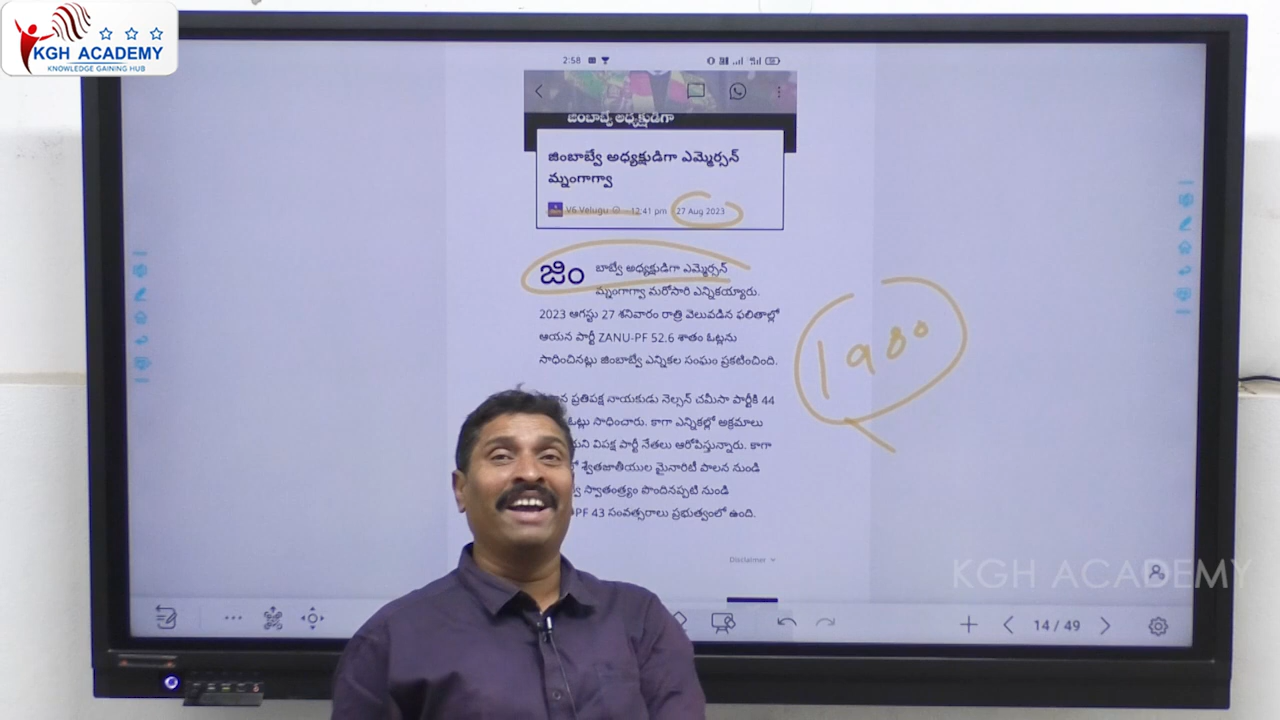 KGH ACADEMY
KNOWLEDGE GAINING HUB
2:58
జింబాబ్వే అధ్యక్షుడిగా
జింబాబ్వే అధ్యక్షుడిగా ఎమ్మెర్సన్
మ్నంగాగ్వా
V6 Velugu 12:41 pm 27 Aug 2023
జిం బాబ్వే అధ్యక్షుడిగా ఎమ్మెర్సన్
మ్నంగాగ్వా మరోసారి ఎన్నికయ్యారు.
2023 ఆగస్టు 27 శనివారం రాత్రి వెలువడిన ఫలితాల్లో
ఆయన పార్టీ ZANU-PF 52.6 శాతం ఓట్లను
సాధించినట్లు జింబాబ్వే ఎన్నికల సంఘం ప్రకటించింది.
1980
ప్రతిపక్ష నాయకుడు నెల్సన్ చమీసా పార్టీకి 44
ఓట్లు సాధించారు. కాగా ఎన్నికల్లో అక్రమాలు
విపక్ష పార్టీ నేతలు ఆరోపిస్తున్నారు. కాగా
శ్వేతజాతీయుల మైనారిటీ పాలన నుండి
స్వాతంత్ర్యం పొందినప్పటి నుండి
PF 43 సంవత్సరాలు ప్రభుత్వంలో ఉంది.
Disclaimer
KGH ACADEMY
14 / 49